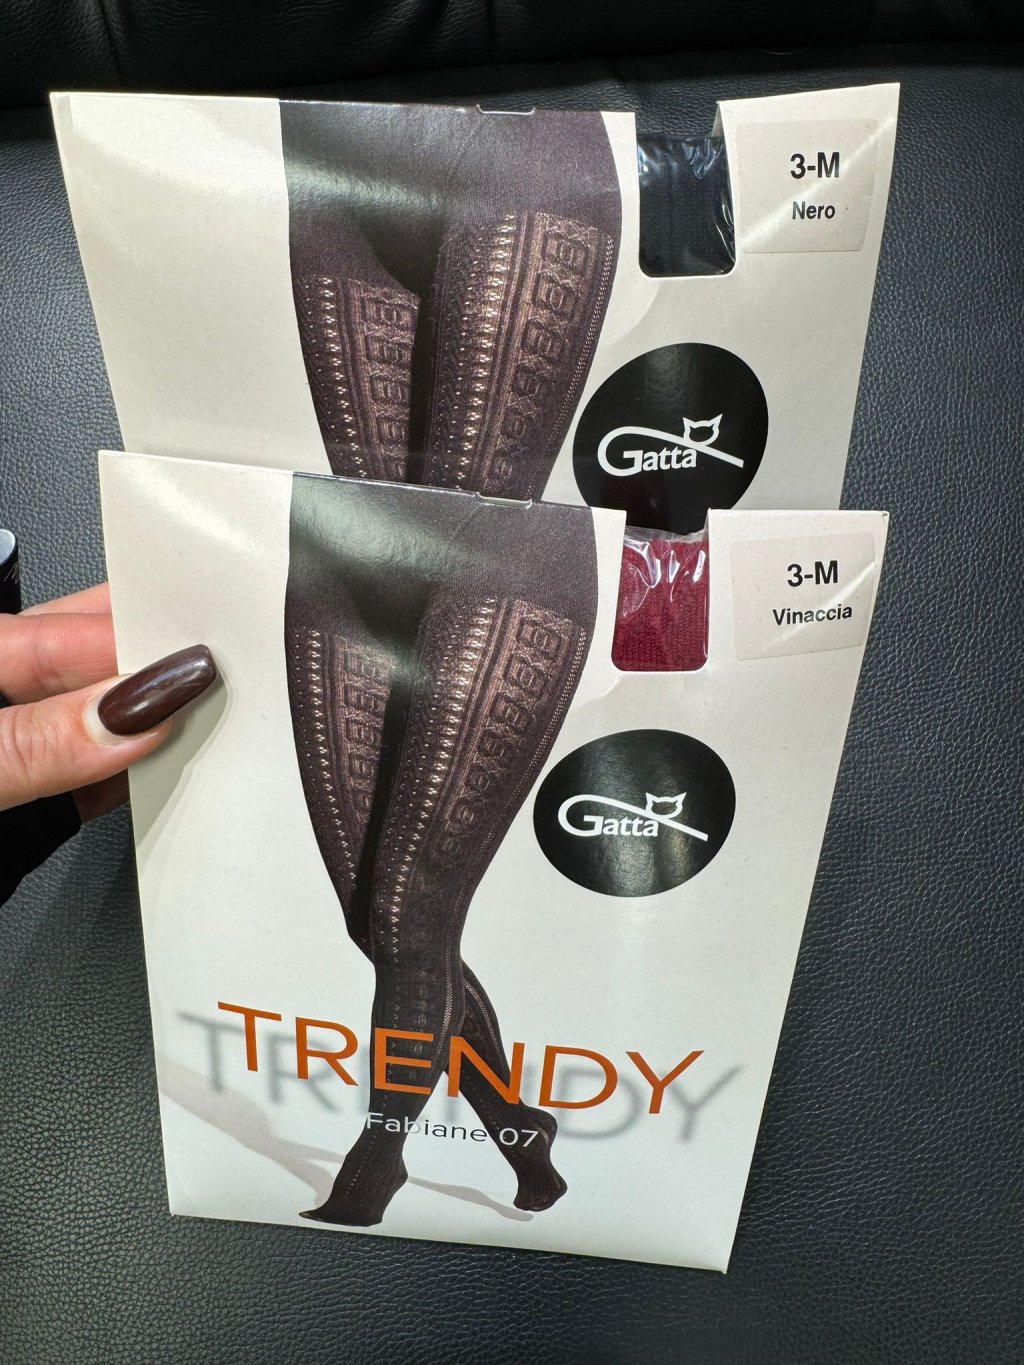 3-M
Nero
Gatta
3-M
Vinaccia
Gatta
TRENDY
Fabiane 07